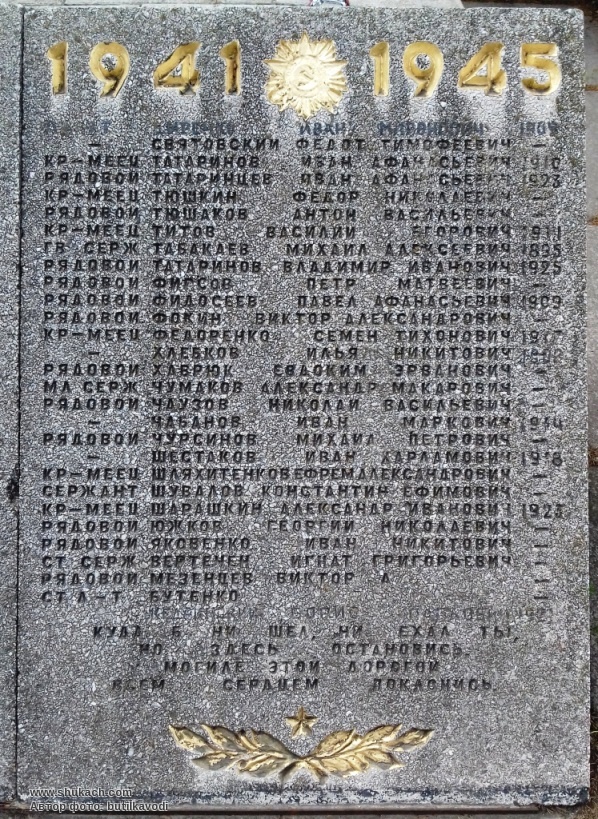 1941 1945
ИВАН 1909
— СВЯТОВСКИЙ ФЕДОТ ТИМОФЕЕВИЧ —
КР-МЕЕЦ ТАТАРИНОВ ИВАН АФАНАСЬЕВИЧ 1910
РЯДОВОЙ ТАТАРИНЦЕВ ИВАН АФАНАСЬЕВИЧ 1923
КР-МЕЕЦ ТЮШКИН ФЕДОР НИКОЛАЕВИЧ —
РЯДОВОЙ ТЮШАКОВ АНТОН ВАСИЛЬЕВИЧ —
КР-МЕЕЦ ТИТОВ ВАСИЛИЙ ЕГОРОВИЧ 1911
ГВ СЕРЖ ТАБАКАЕВ МИХАИЛ АЛЕКСЕЕВИЧ 1895
РЯДОВОЙ ТАТАРИНОВ ВЛАДИМИР ИВАНОВИЧ 1925
РЯДОВОЙ ФИГСОВ ПЕТР МАТВЕЕВИЧ —
РЯДОВОЙ ФИДОСЕЕВ ПАВЕЛ АФАНАСЬЕВИЧ 1909
РЯДОВОЙ ФОКИН ВИКТОР АЛЕКСАНДРОВИЧ —
КР-МЕЕЦ ФЕДОРЕНКО СЕМЕН ТИХОНОВИЧ
— ХЛЕБКОВ ИЛЬЯ НИКИТОВИЧ
РЯДОВОЙ ХАВРЮК ЕВДОКИМ ЭРВАНОВИЧ —
МЛ СЕРЖ ЧУМАКОВ АЛЕКСАНДР МАКАРОВИЧ —
РЯДОВОЙ ЧАУЗОВ НИКОЛАЙ ВАСИЛЬЕВИЧ —
— ЧАБАНОВ ИВАН МАРКОВИЧ 1914
РЯДОВОЙ ЧУРСИНОВ МИХАИЛ ПЕТРОВИЧ —
— ШЕСТАКОВ ИВАН ХАРЛАМОВИЧ 1918
КР-МЕЕЦ ШЛЯХИТЕНКОВ ЕФРЕМ АЛЕКСАНДРОВИЧ —
СЕРЖАНТ ШУВАЛОВ КОНСТАНТИН ЕФИМОВИЧ —
КР-МЕЕЦ ШАРАШКИН АЛЕКСАНДР ИВАНОВИЧ 1923
РЯДОВОЙ ЮЖКОВ ГЕОРГИЙ НИКОЛАЕВИЧ —
РЯДОВОЙ ЯКОВЕНКО ИВАН НИКИТОВИЧ —
СТ СЕРЖ ВЕРТЕЧЕН ИГНАТ ГРИГОРЬЕВИЧ —
РЯДОВОЙ МЕЗЕНЦЕВ ВИКТОР А —
СТ Л-Т БУТЕНКО —
БОРИС
КУДА Б НИ ШЕЛ, НИ ЕХАЛ ТЫ,
НО ЗДЕСЬ ОСТАНОВИСЬ.
У МОГИЛЕ ЭТОЙ ДОРОГОЙ
ВСЕМ СЕРДЦЕМ ПОКЛОНИСЬ.
www.shukach.com
Автор фото: butikavodi